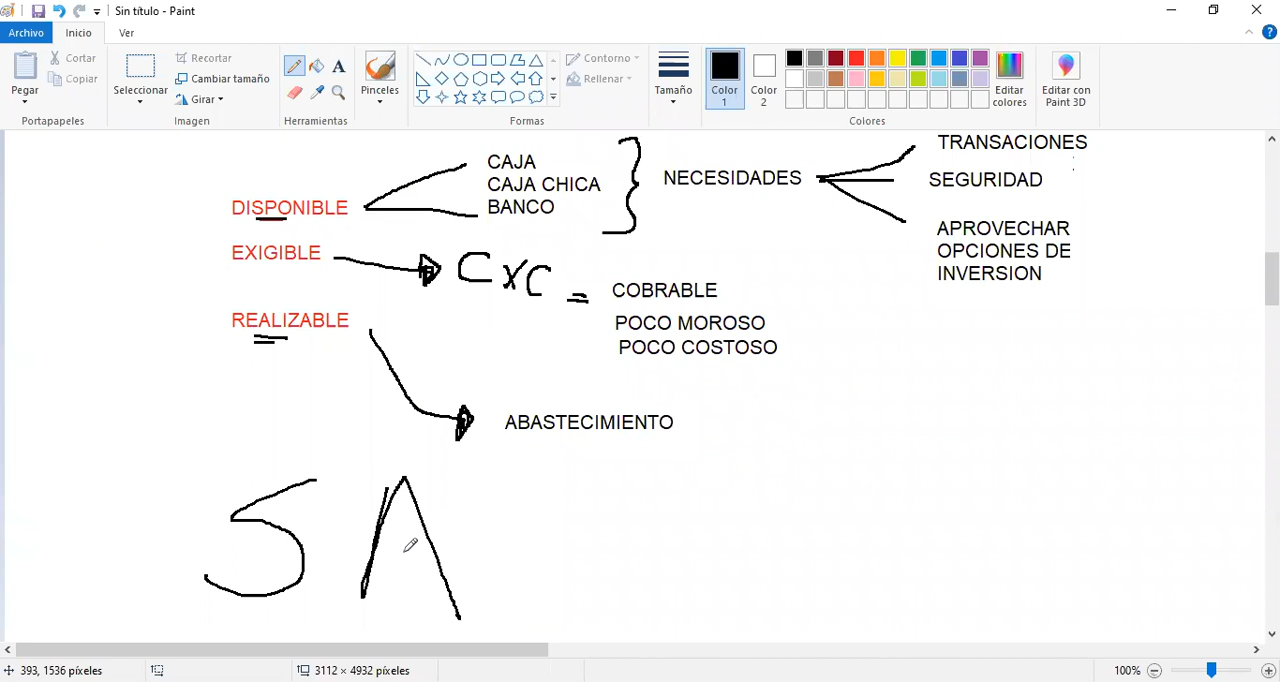 Sin título - Paint
Archivo
Inicio
Ver
Pegar
Cortar
Copiar
Portapapeles
Seleccionar
Recortar
Cambiar tamaño
Girar
Imagen
A
Herramientas
Pinceles
Contorno
Rellenar
Formas
Tamaño
Color 1
Color 2
Editar colores
Colores
Editar con Paint 3D
DISPONIBLE
CAJA
CAJA CHICA
BANCO
NECESIDADES
TRANSACIONES
SEGURIDAD
APROVECHAR
OPCIONES DE
INVERSION
EXIGIBLE
CXC =
COBRABLE
POCO MOROSO
POCO COSTOSO
REALIZABLE
ABASTECIMIENTO
S A
393, 1536 píxeles
3112 × 4932 píxeles
100%